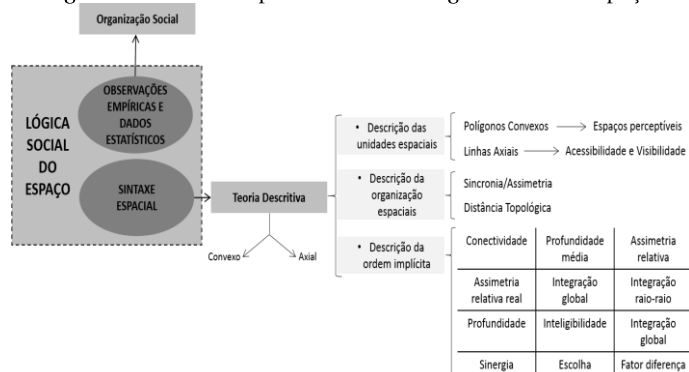 Organização Social
LÓGICA
SOCIAL
DO
ESPAÇO
OBSERVAÇÕES
EMPÍRICAS E
DADOS
ESTATÍSTICOS
SINTAXE
ESPACIAL
Teoria Descritiva
Convexo
Axial
• Descrição das
unidades espaciais
Polígonos Convexos
Espaços perceptíveis
Linhas Axiais
Acessibilidade e Visibilidade
• Descrição da
organização
espaciais
Sincronia/Assimetria
Distância Topológica
• Descrição da
ordem implícita
Conectividade
Profundidade
média
Assimetria
relativa
Assimetria
relativa real
Integração
global
Integração
raio-raio
Profundidade
Inteligibilidade
Integração
global
Sinergia
Escolha
Fator diferença